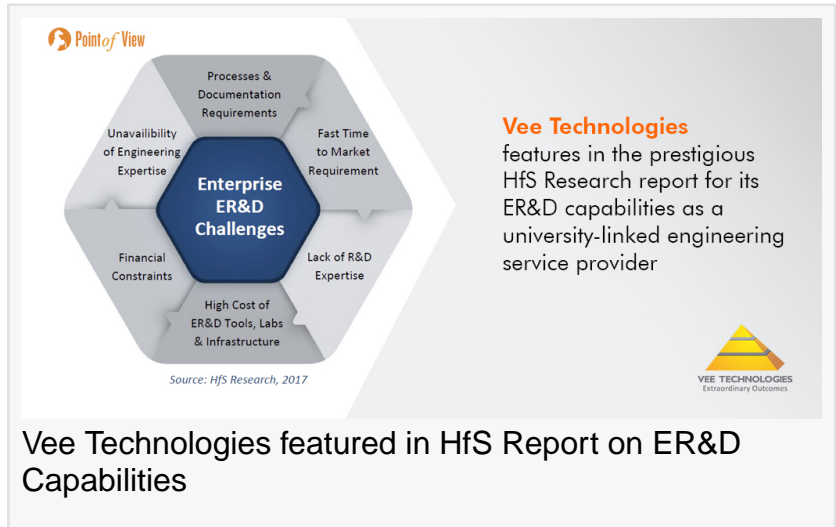 Point of View
Processes &
Documentation
Requirements
Fast Time
to Market
Requirement
Lack of R&D
Expertise
High Cost of
ER&D Tools, Labs
& Infrastructure
Financial
Constraints
Unavailibility
of Engineering
Expertise
Enterprise
ER&D
Challenges
Source: HfS Research, 2017
Vee Technologies
features in the prestigious
HfS Research report for its
ER&D capabilities as a
university-linked engineering
service provider
VEE TECHNOLOGIES
Extraordinary Outcomes
Vee Technologies featured in HfS Report on ER&D
Capabilities